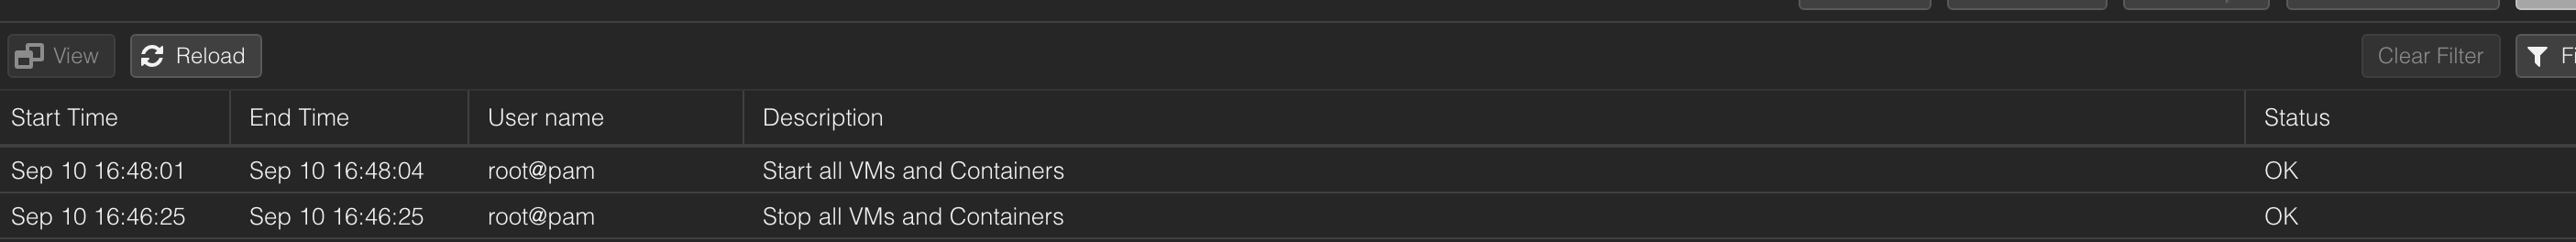 View Reload Clear Filter
Start Time End Time User name Description Status
Sep 10 16:48:01 Sep 10 16:48:04 root@pam Start all VMs and Containers OK
Sep 10 16:46:25 Sep 10 16:46:25 root@pam Stop all VMs and Containers OK